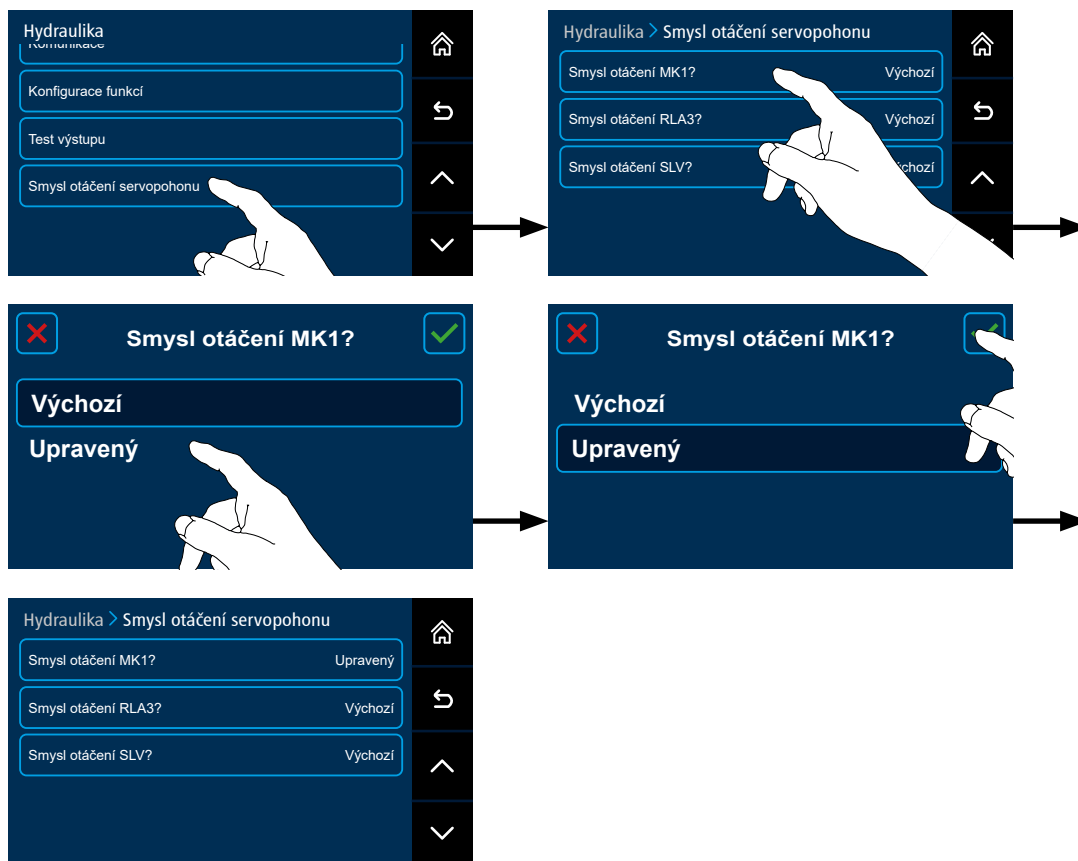 Hydraulika
Komunikace
Konfigurace funkcí
Test výstupu
Smysl otáčení servopohonu
Hydraulika > Smysl otáčení servopohonu
Smysl otáčení MK1? Výchozí
Smysl otáčení RLA3? Výchozí
Smysl otáčení SLV? Výchozí
Smysl otáčení MK1?
Výchozí
Upravený
Smysl otáčení MK1?
Výchozí
Upravený
Hydraulika > Smysl otáčení servopohonu
Smysl otáčení MK1? Upravený
Smysl otáčení RLA3? Výchozí
Smysl otáčení SLV? Výchozí